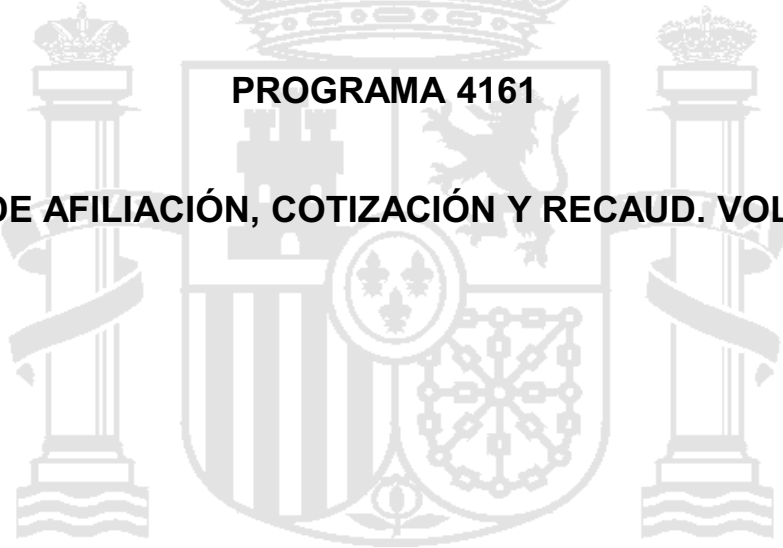 PROGRAMA 4161
DE AFILIACIÓN, COTIZACIÓN Y RECAUD. VOL